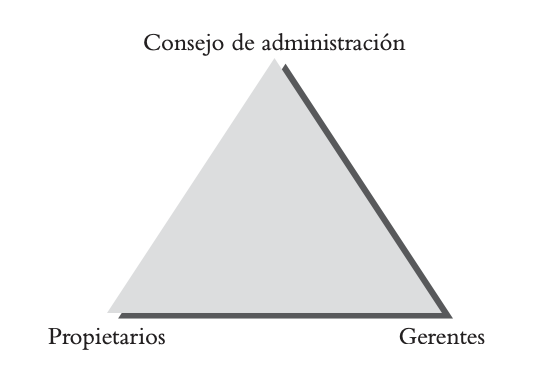 Consejo de administración
Propietarios
Gerentes